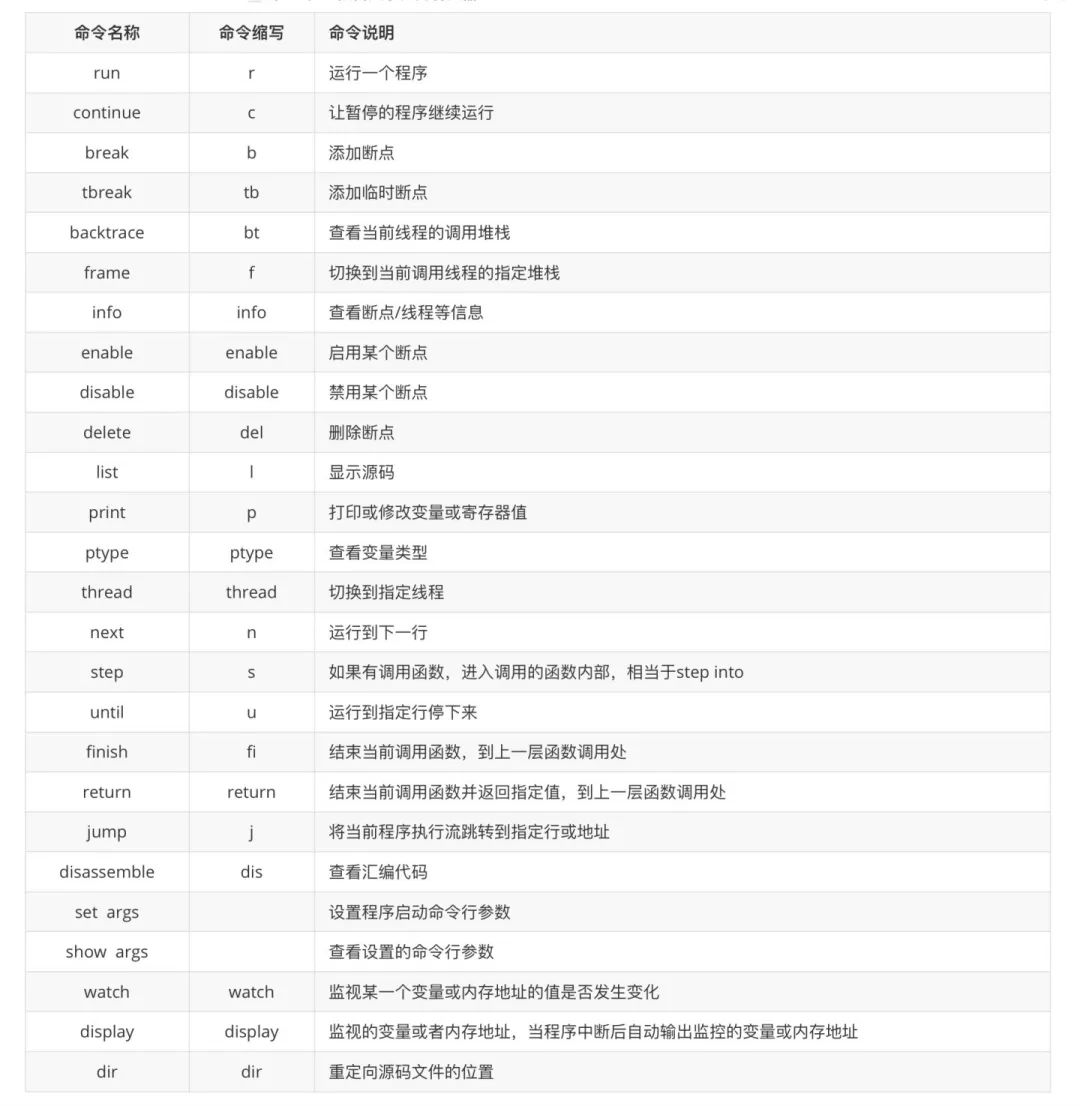 命令名称 命令缩写 命令说明
run r 运行一个程序
continue c 让暂停的程序继续运行
break b 添加断点
tbreak tb 添加临时断点
backtrace bt 查看当前线程的调用堆栈
frame f 切换到当前调用线程的指定堆栈
info info 查看断点/线程等信息
enable enable 启用某个断点
disable disable 禁用某个断点
delete del 删除断点
list l 显示源码
print p 打印或修改变量或寄存器值
ptype ptype 查看变量类型
thread thread 切换到指定线程
next n 运行到下一行
step s 如果有调用函数，进入调用的函数内部，相当于step into
until u 运行到指定行停下来
finish fi 结束当前调用函数，到上一层函数调用处
return return 结束当前调用函数并返回指定值，到上一层函数调用处
jump j 将当前程序执行流跳转到指定行或地址
disassemble dis 查看汇编代码
set args 设置程序启动命令行参数
show args 查看设置的命令行参数
watch watch 监视某一个变量或内存地址的值是否发生变化
display display 监视的变量或者内存地址，当程序中断后自动输出监控的变量或内存地址
dir dir 重定向源码文件的位置